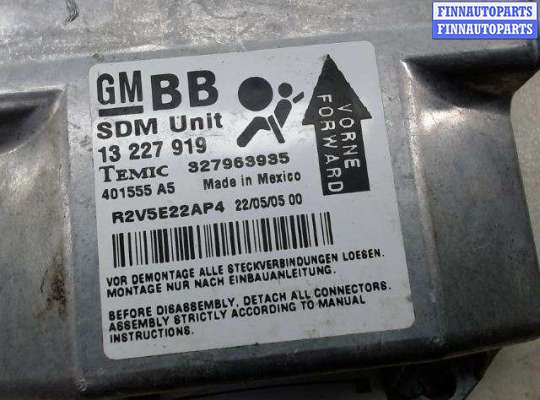 FINNAUTOPARTS
FINNAUTOPARTS
GM BB
SDM Unit
13 227 919
TEMIC 327963935
401555 A5 Made in Mexico
R2V5E22AP4 22/05/05 00
VORNE
FORWARD
VOR DEMONTAGE ALLE STECKVERBINDUNGEN LOESEN.
MONTAGE NUR NACH EINBAUANLEITUNG.
BEFORE DISASSEMBLY, DETACH ALL CONNECTORS.
ASSEMBLY STRICTLY ACCORDING TO MANUAL
INSTRUCTIONS.